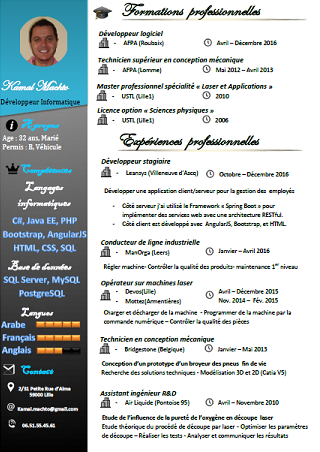 Kamal Machto
Développeur Informatique
A propos
Age : 32 ans, Marié
Permis : B. Véhicule
Compétences
Langages
informatiques
C#, Java EE, PHP
Bootstrap, AngularJS
HTML, CSS, SQL
Base de données
SQL Server, MySQL
PostgreSQL
Langues
Arabe
Français
Anglais
Contact
2/31 Petite Rue d'Alma
59000 Lille
Kamal.machto@gmail.com
06.51.55.45.61
Formations professionnelles
Développeur logiciel
- AFPA (Roubaix) Avril – Décembre 2016
Technicien supérieur en conception mécanique
- AFPA (Lomme) Mai 2012 – Avril 2013
Master professionnel spécialité « Laser et Applications »
- USTL (Lille1) 2010
Licence option « Sciences physiques »
- USTL (Lille1) 2006
Expériences professionnelles
Développeur stagiaire
- Leansys (Villeneuve d'Ascq) Octobre – Décembre 2016
Développer une application client/serveur pour la gestion des employés
- Côté serveur j'ai utilisé le Framework « Spring Boot » pour
implémenter des services web avec une architecture RESTful.
- Côté client est développé avec AngularJS, Bootstrap, et HTML.
Conducteur de ligne industrielle
- ManOrga (Leers) Janvier – Avril 2016
Régler machine- Contrôler la qualité des produits- maintenance 1er niveau
Opérateur sur machines laser
- Devos(Lille) Avril – Décembre 2015
- Mottez(Armentières) Nov. 2014 – Fév. 2015
Charger et décharger de la machine - Programmer de la machine par la
commande numérique – Contrôler la qualité des pièces
Technicien en conception mécanique
- Bridgestone (Belgique) Janvier – Mai 2013
Conception d'un prototype d'un broyeur des pneus fin de vie
Recherche des solutions techniques - Modélisation 3D et 2D (Catia V5)
Assistant ingénieur R&D
- Air Liquide (Pontoise 95) Avril – Novembre 2010
Etude de l'influence de la pureté de l'oxygène en découpe laser
Etude théorique du procédé de découpe par laser - Optimiser les paramètres
de découpe – Réaliser les tests - Analyser et communiquer les résultats